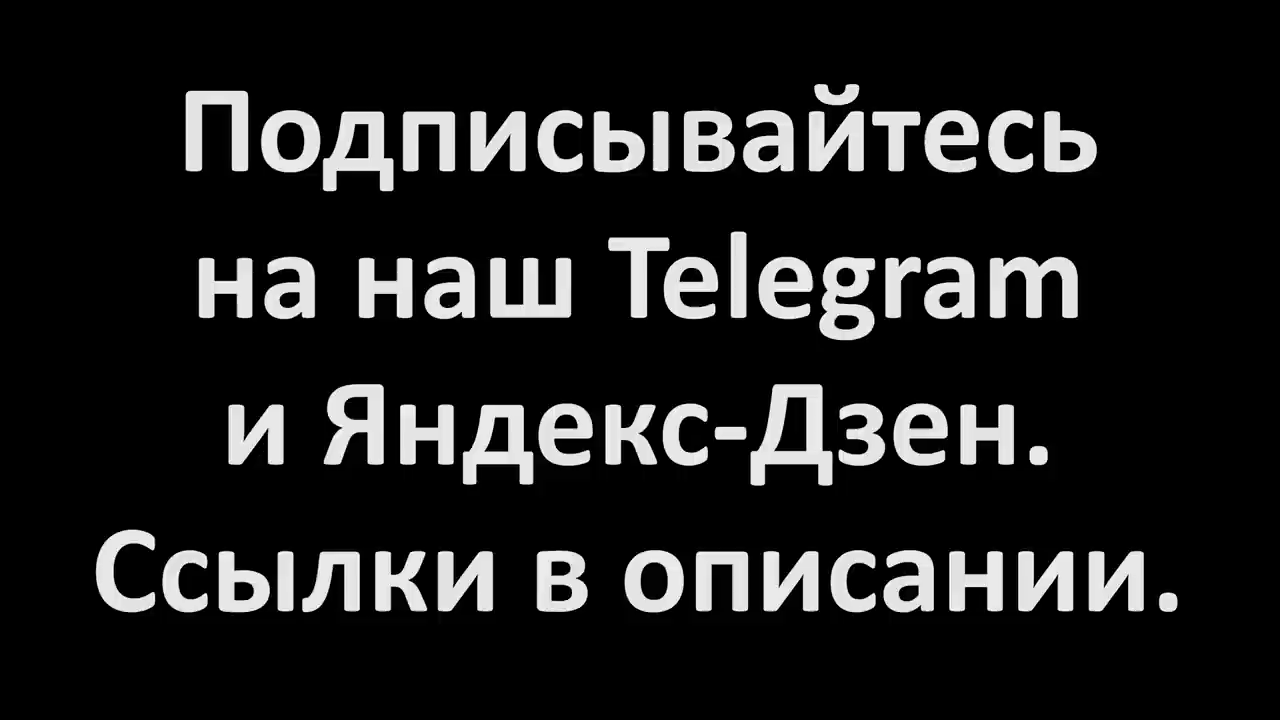 Подписывайтесь
на наш Telegram
и Яндекс-Дзен.
Ссылки в описании.